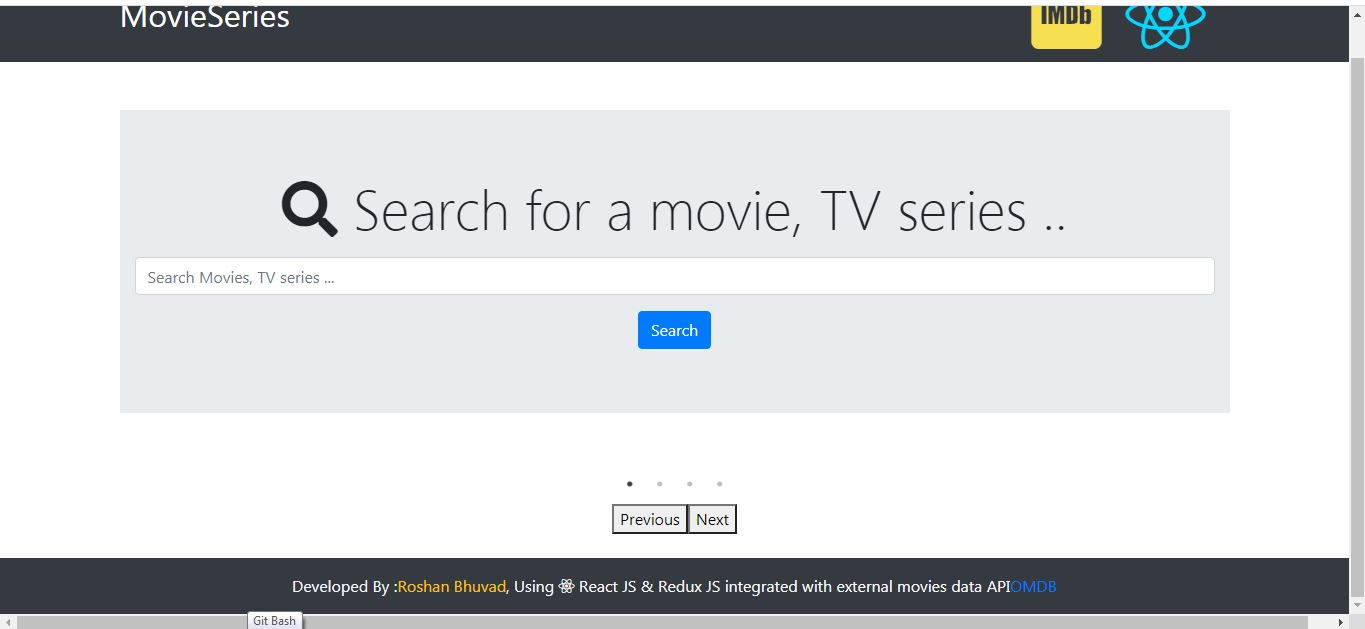 MovieSeries
IMDb
Search for a movie, TV series ..
Search Movies, TV series ...
Search
Previous Next
Developed By :Roshan Bhuvad, Using React JS & Redux JS integrated with external movies data APIOMDB
Git Bash